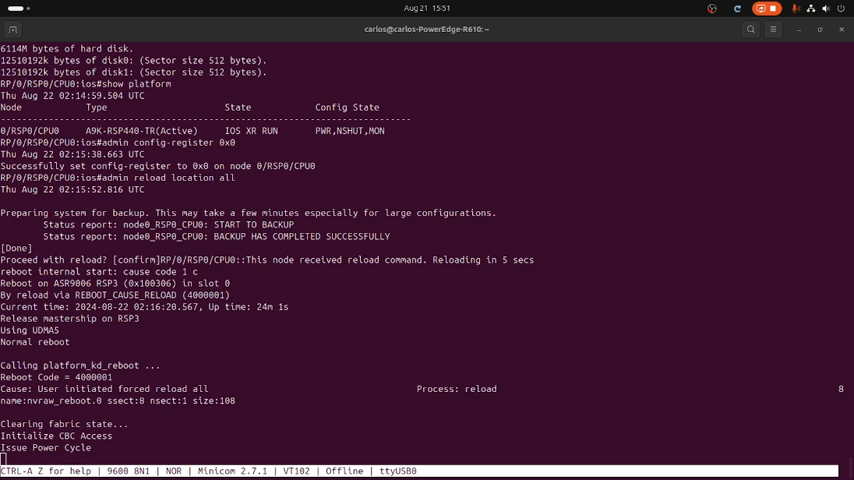 Aug 21 15:51
carlos@carlos-PowerEdge-R610: ~
6114M bytes of hard disk.
12510192k bytes of disk0: (Sector size 512 bytes).
12510192k bytes of disk1: (Sector size 512 bytes).
RP/0/RSP0/CPU0:ios#show platform
Thu Aug 22 02:14:59.504 UTC
Node Type State Config State
-----------------------------------------------------------------------------
0/RSP0/CPU0 A9K-RSP440-TR(Active) IOS XR RUN PWR,NSHUT,MON
RP/0/RSP0/CPU0:ios#admin config-register 0x0
Thu Aug 22 02:15:38.663 UTC
Successfully set config-register to 0x0 on node 0/RSP0/CPU0
RP/0/RSP0/CPU0:ios#admin reload location all
Thu Aug 22 02:15:52.816 UTC
Preparing system for backup. This may take a few minutes especially for large configurations.
Status report: node0_RSP0_CPU0: START TO BACKUP
Status report: node0_RSP0_CPU0: BACKUP HAS COMPLETED SUCCESSFULLY
[Done]
Proceed with reload? [confirm]RP/0/RSP0/CPU0::This node received reload command. Reloading in 5 secs
reboot internal start: cause code 1 c
Reboot on ASR9006 RSP3 (0x100306) in slot 0
By reload via REBOOT_CAUSE_RELOAD (4000001)
Current time: 2024-08-22 02:16:20.567, Up time: 24m 1s
Release mastership on RSP3
Using UDMA5
Normal reboot
Calling platform_kd_reboot ...
Reboot Code = 4000001
Cause: User initiated forced reload all Process: reload 8
name:nvraw_reboot.0 ssect:8 nsect:1 size:108
Clearing fabric state...
Initialize CBC Access
Issue Power Cycle
CTRL-A Z for help | 9600 8N1 | NOR | Minicom 2.7.1 | VT102 | Offline | ttyUSB0